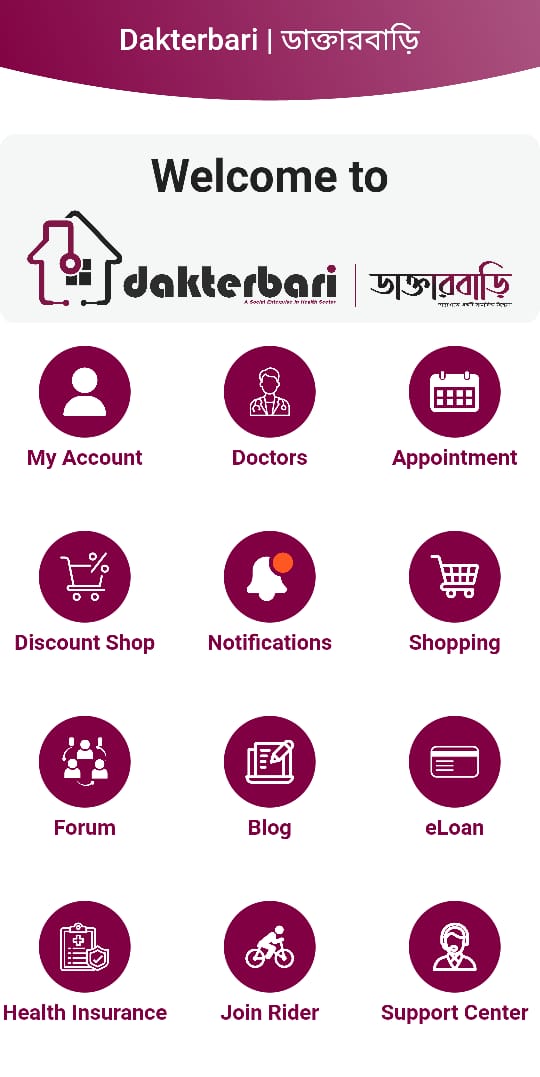 Dakterbari | ডাক্তারবাড়ি
Welcome to
dakterbari
A Social Enterprise in Health Sector
ডাক্তারবাড়ি
My Account
Doctors
Appointment
Discount Shop
Notifications
Shopping
Forum
Blog
eLoan
Health Insurance
Join Rider
Support Center